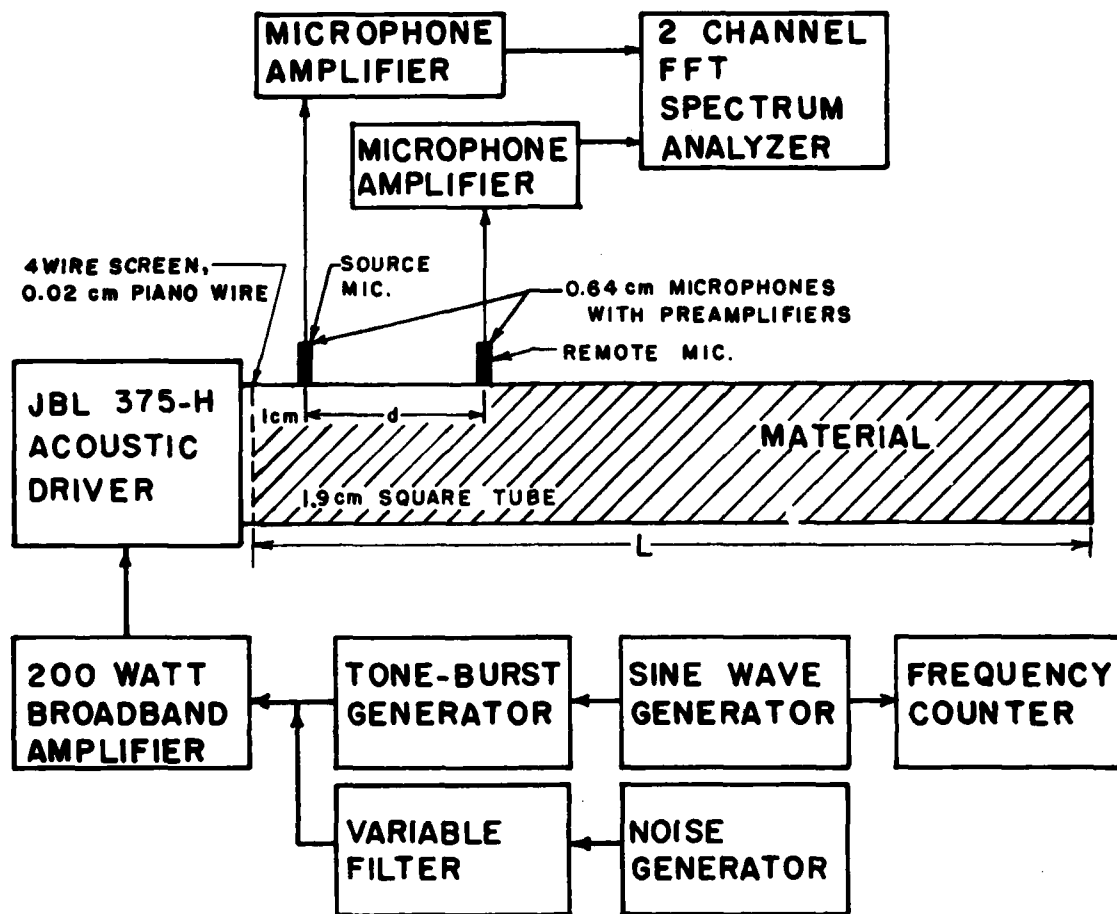 MICROPHONE
AMPLIFIER
2 CHANNEL
FFT
SPECTRUM
ANALYZER
MICROPHONE
AMPLIFIER
4 WIRE SCREEN,
0.02 cm PIANO WIRE
SOURCE
MIC.
0.64 cm MICROPHONES
WITH PREAMPLIFIERS
REMOTE MIC.
JBL 375-H
ACOUSTIC
DRIVER
1cm
d
MATERIAL
1.9cm SQUARE TUBE
L
200 WATT
BROADBAND
AMPLIFIER
TONE-BURST
GENERATOR
SINE WAVE
GENERATOR
FREQUENCY
COUNTER
VARIABLE
FILTER
NOISE
GENERATOR